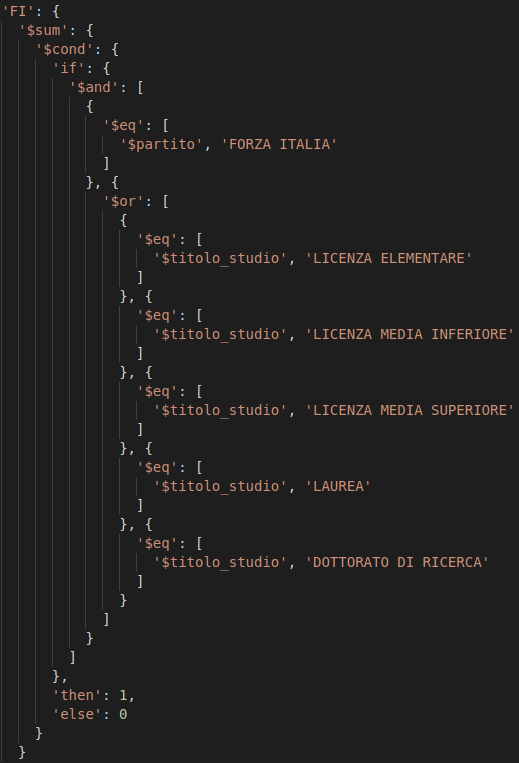 'FI': {
'$sum': {
'$cond': {
'if': {
'$and': [
{
'$eq': [
'$partito', 'FORZA ITALIA'
]
}, {
'$or': [
{
'$eq': [
'$titolo_studio', 'LICENZA ELEMENTARE'
]
}, {
'$eq': [
'$titolo_studio', 'LICENZA MEDIA INFERIORE'
]
}, {
'$eq': [
'$titolo_studio', 'LICENZA MEDIA SUPERIORE'
]
}, {
'$eq': [
'$titolo_studio', 'LAUREA'
]
}, {
'$eq': [
'$titolo_studio', 'DOTTORATO DI RICERCA'
]
}
]
}
]
},
'then': 1,
'else': 0
}
}